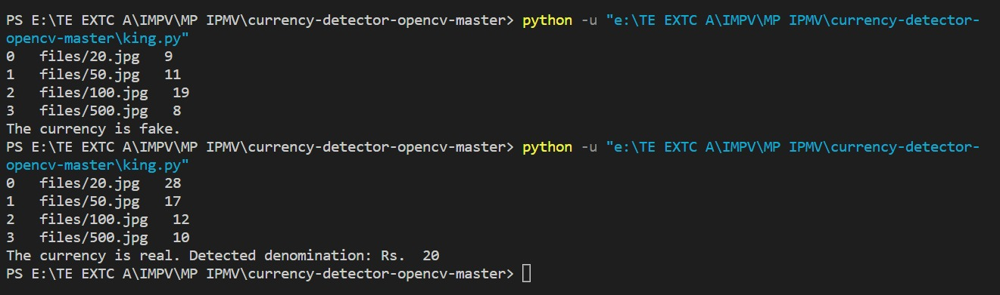 PS E:\TE EXTC A\IMPV\MP IPMV\currency-detector-opencv-master> python -u "e:\TE EXTC A\IMPV\MP IPMV\currency-detector-
opencv-master\king.py"
0   files/20.jpg   9
1   files/50.jpg   11
2   files/100.jpg   19
3   files/500.jpg   8
The currency is fake.
PS E:\TE EXTC A\IMPV\MP IPMV\currency-detector-opencv-master> python -u "e:\TE EXTC A\IMPV\MP IPMV\currency-detector-
opencv-master\king.py"
0   files/20.jpg   28
1   files/50.jpg   17
2   files/100.jpg   12
3   files/500.jpg   10
The currency is real. Detected denomination: Rs.  20
PS E:\TE EXTC A\IMPV\MP IPMV\currency-detector-opencv-master>